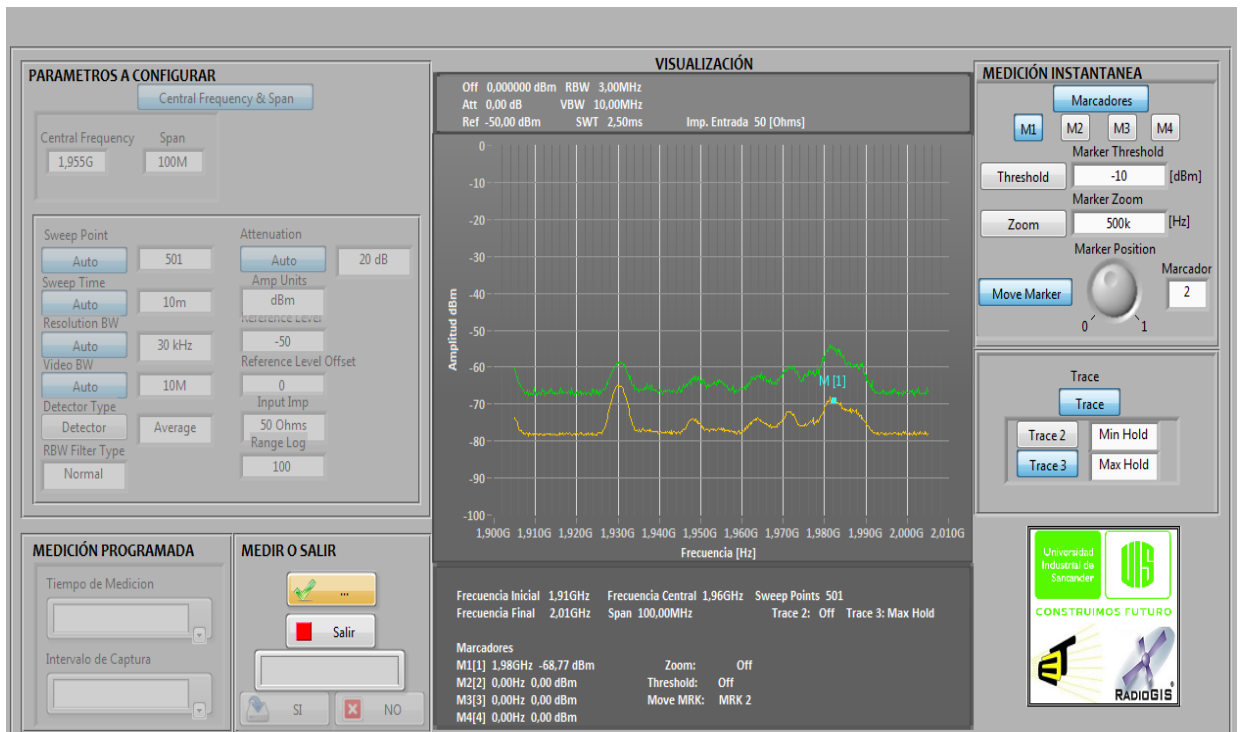 PARAMETROS A CONFIGURAR
Central Frequency & Span
Central Frequency Span
1,955G 100M
Sweep Point
Auto 501
Sweep Time
Auto 10m
Resolution BW
Auto 30 kHz
Video BW
Auto 10M
Detector Type
Detector Average
RBW Filter Type
Normal
Attenuation
Auto 20 dB
Amp Units
dBm
Reference Level
-50
Reference Level Offset
0
Input Imp
50 Ohms
Range Log
100
MEDICIÓN PROGRAMADA
Tiempo de Medicion
Intervalo de Captura
MEDIR O SALIR
...
Salir
SI NO
VISUALIZACIÓN
Off 0,000000 dBm RBW 3,00MHz
Att 0,00 dB VBW 10,00MHz
Ref -50,00 dBm SWT 2,50ms Imp. Entrada 50 [Ohms]
Amplitud dBm
0
-10
-20
-30
-40
-50
-60
-70
-80
-90
-100
M [1]
1,900G 1,910G 1,920G 1,930G 1,940G 1,950G 1,960G 1,970G 1,980G 1,990G 2,000G 2,010G
Frecuencia [Hz]
Frecuencia Inicial 1,91GHz Frecuencia Central 1,96GHz Sweep Points 501
Frecuencia Final 2,01GHz Span 100,00MHz Trace 2: Off Trace 3: Max Hold
Marcadores
M1[1] 1,98GHz -68,77 dBm Zoom: Off
M2[2] 0,00Hz 0,00 dBm Threshold: Off
M3[3] 0,00Hz 0,00 dBm Move MRK: MRK 2
M4[4] 0,00Hz 0,00 dBm
MEDICIÓN INSTANTANEA
Marcadores
M1 M2 M3 M4
Marker Threshold
Threshold -10 [dBm]
Marker Zoom
Zoom 500k [Hz]
Marker Position
Marcador
Move Marker 2
0 1
Trace
Trace
Trace 2 Min Hold
Trace 3 Max Hold
Universidad
Industrial de
Santander
UIS
CONSTRUIMOS FUTURO
RADIOGIS